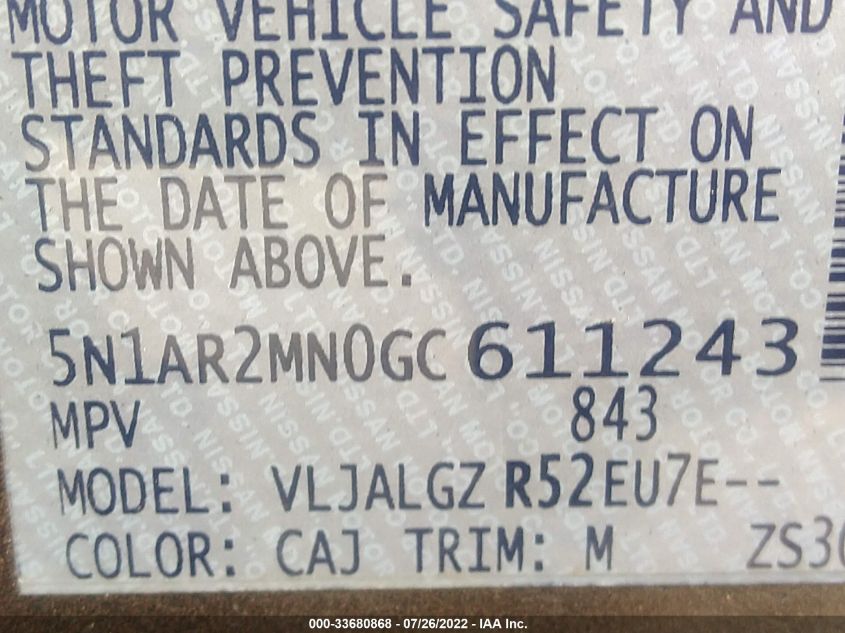 MOTOR VEHICLE SAFETY AND
THEFT PREVENTION
STANDARDS IN EFFECT ON
THE DATE OF MANUFACTURE
SHOWN ABOVE.
5N1AR2MN0GC611243
MPV 843
MODEL: VLJALGZ R52EU7E--
COLOR: CAJ TRIM: M ZS30
000-33680868 - 07/26/2022 - IAA Inc.